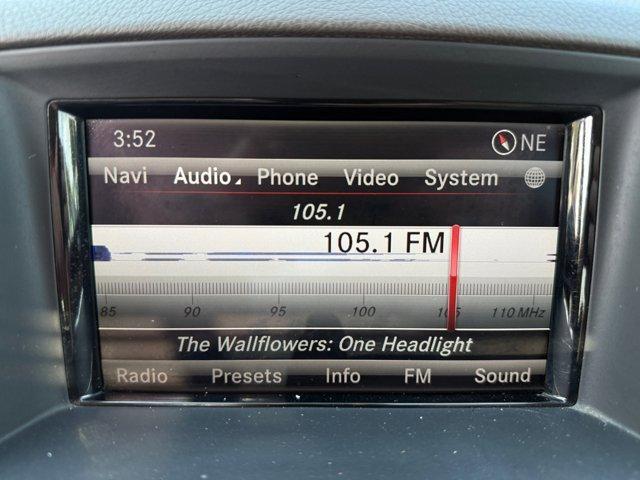 3:52 NE
Navi Audio Phone Video System
105.1
105.1 FM
85 90 95 100 105 110 MHz
The Wallflowers: One Headlight
Radio Presets Info FM Sound